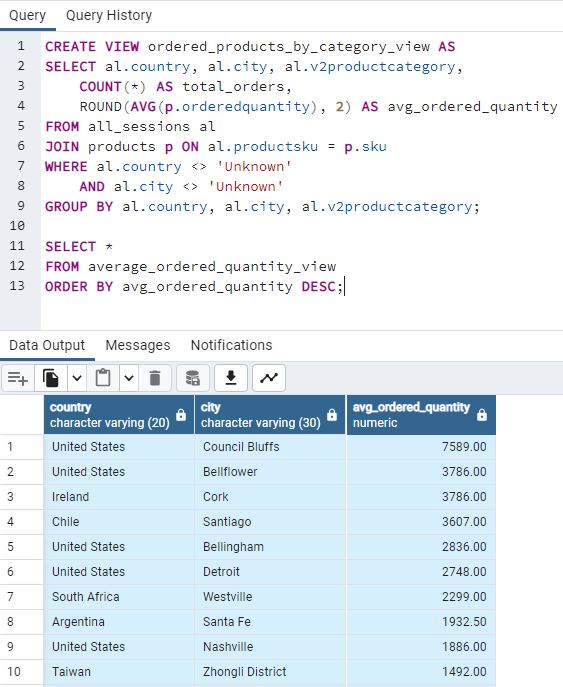 Query Query History
1 CREATE VIEW ordered_products_by_category_view AS
2 SELECT al.country, al.city, al.v2productcategory,
3 COUNT(*) AS total_orders,
4 ROUND(AVG(p.orderedquantity), 2) AS avg_ordered_quantity
5 FROM all_sessions al
6 JOIN products p ON al.productsku = p.sku
7 WHERE al.country <> 'Unknown'
8 AND al.city <> 'Unknown'
9 GROUP BY al.country, al.city, al.v2productcategory;
10
11 SELECT *
12 FROM average_ordered_quantity_view
13 ORDER BY avg_ordered_quantity DESC;
Data Output Messages Notifications
country city avg_ordered_quantity
character varying (20) character varying (30) numeric
1 United States Council Bluffs 7589.00
2 United States Bellflower 3786.00
3 Ireland Cork 3786.00
4 Chile Santiago 3607.00
5 United States Bellingham 2836.00
6 United States Detroit 2748.00
7 South Africa Westville 2299.00
8 Argentina Santa Fe 1932.50
9 United States Nashville 1886.00
10 Taiwan Zhongli District 1492.00